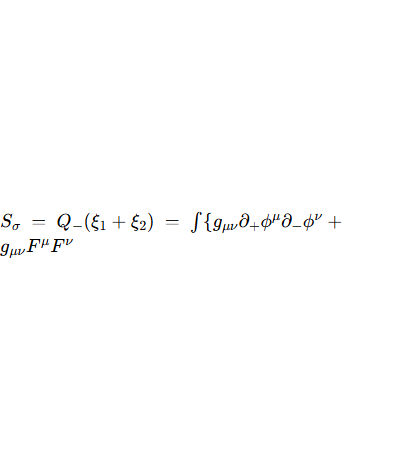 S_σ = Q_−(ξ_1 + ξ_2) = ∫{g_{μν}∂_+ϕ^μ∂_−ϕ^ν +
g_{μν}F^μF^ν